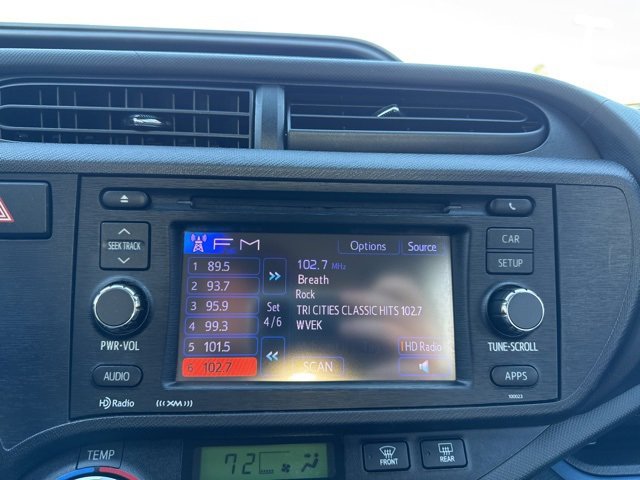 FM
Options
Source
1 89.5
2 93.7
3 95.9
4 99.3
5 101.5
6 102.7
Set
4/6
102.7 MHz
Breath
Rock
TRI CITIES CLASSIC HITS 102.7
WVEK
SCAN
HD Radio
SEEK TRACK
PWR•VOL
AUDIO
HD Radio
((( XM )))
CAR
SETUP
TUNE•SCROLL
APPS
100023
TEMP
72
FRONT
REAR